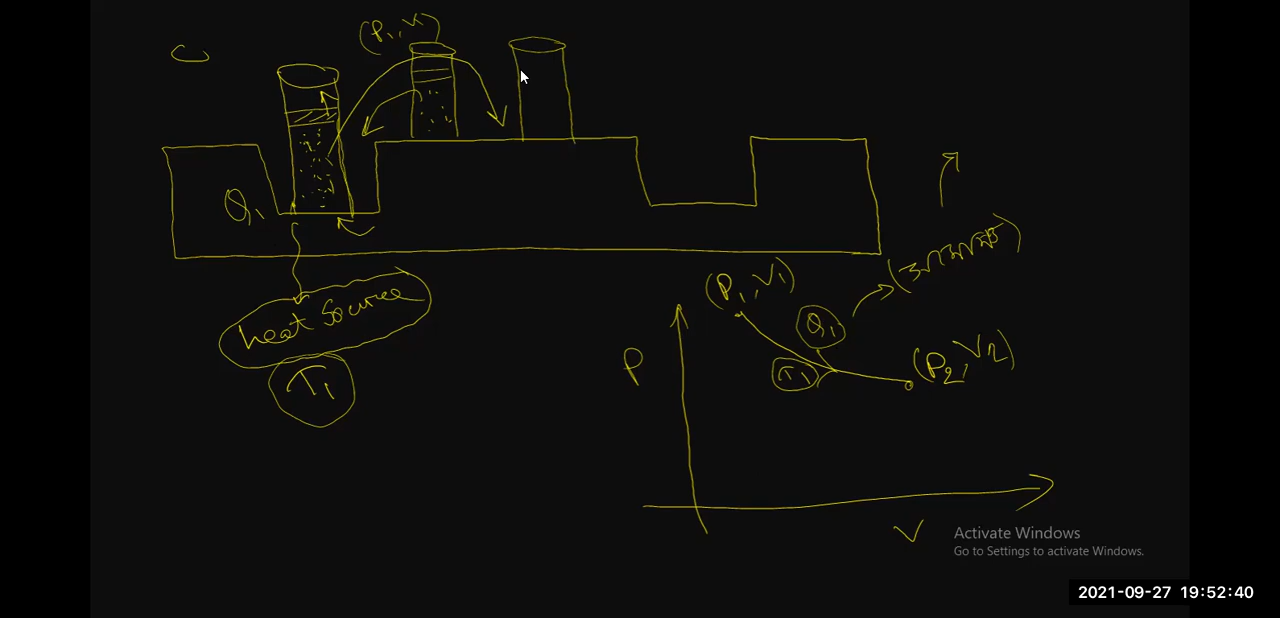 (P₁, V)
Q₁
heat Source
T₁
(P₁, V₁)
Q₁
T₁
(P₂, V₂)
P
V
Activate Windows
Go to Settings to activate Windows.
2021-09-27 19:52:40